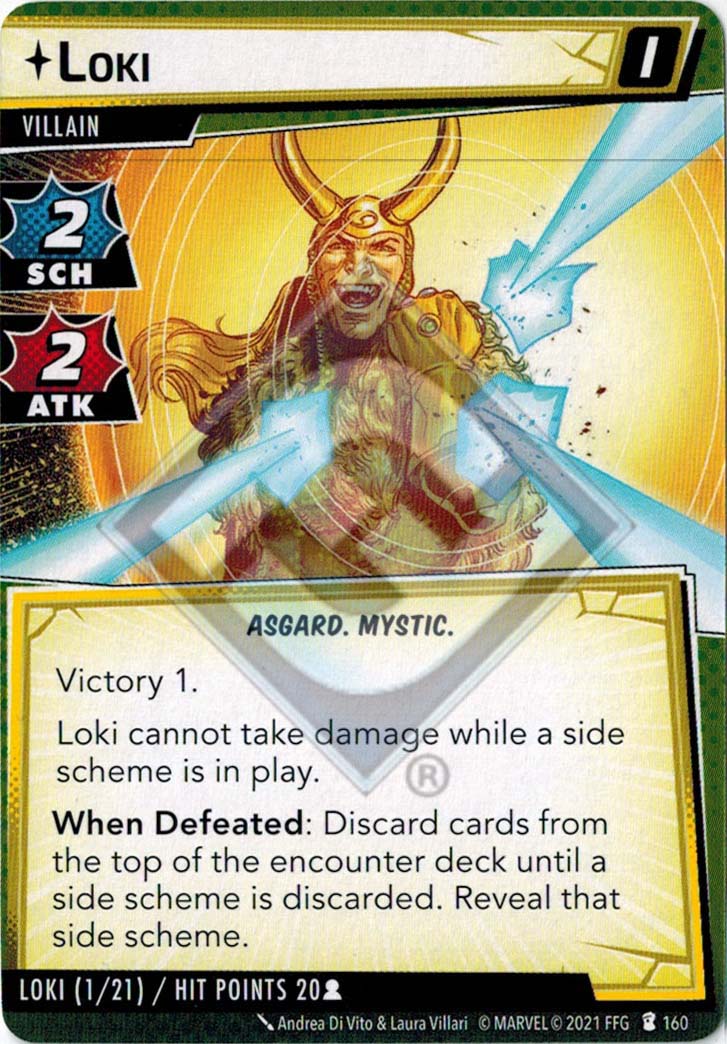 Loki
I
VILLAIN
2
SCH
2
ATK
ASGARD. MYSTIC.
Victory 1.
Loki cannot take damage while a side
scheme is in play.
®
When Defeated: Discard cards from
the top of the encounter deck until a
side scheme is discarded. Reveal that
side scheme.
LOKI (1/21) / HIT POINTS 20
Andrea Di Vito & Laura Villari © MARVEL © 2021 FFG 160